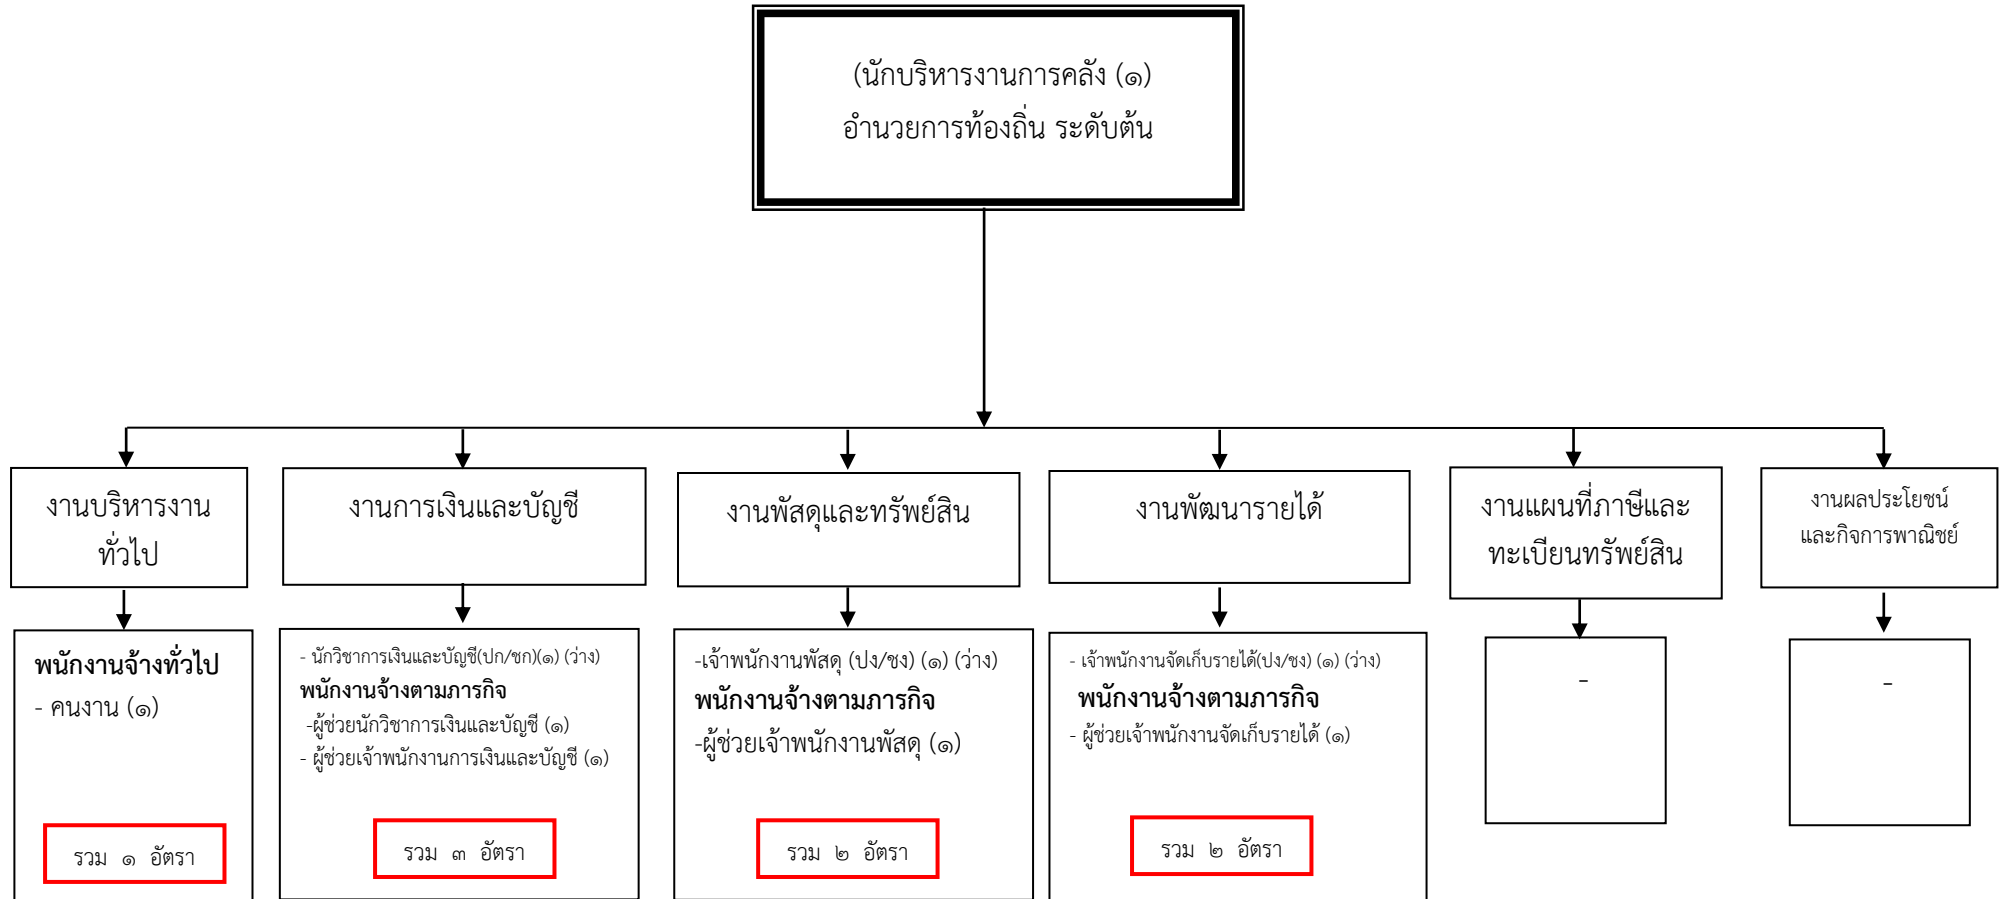 (นักบริหารงานการคลัง (๑)
อำนวยการท้องถิ่น ระดับต้น
งานบริหารงาน
ทั่วไป
งานการเงินและบัญชี
งานพัสดุและทรัพย์สิน
งานพัฒนารายได้
งานแผนที่ภาษีและ
ทะเบียนทรัพย์สิน
งานผลประโยชน์
และกิจการพาณิชย์
พนักงานจ้างทั่วไป
- คนงาน (๑)
รวม ๑ อัตรา
- นักวิชาการเงินและบัญชี(ปก/ชก)(๑) (ว่าง)
พนักงานจ้างตามภารกิจ
-ผู้ช่วยนักวิชาการเงินและบัญชี (๑)
- ผู้ช่วยเจ้าพนักงานการเงินและบัญชี (๑)
รวม ๓ อัตรา
-เจ้าพนักงานพัสดุ (ปง/ชง) (๑) (ว่าง)
พนักงานจ้างตามภารกิจ
-ผู้ช่วยเจ้าพนักงานพัสดุ (๑)
รวม ๒ อัตรา
- เจ้าพนักงานจัดเก็บรายได้(ปง/ชง) (๑) (ว่าง)
พนักงานจ้างตามภารกิจ
- ผู้ช่วยเจ้าพนักงานจัดเก็บรายได้ (๑)
รวม ๒ อัตรา
-
-